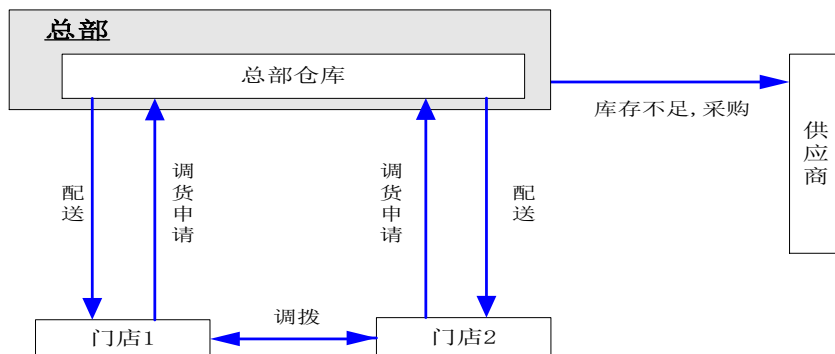 总部
总部仓库
库存不足,采购
供应商
配送
调货申请
调货申请
配送
门店1
调拨
门店2